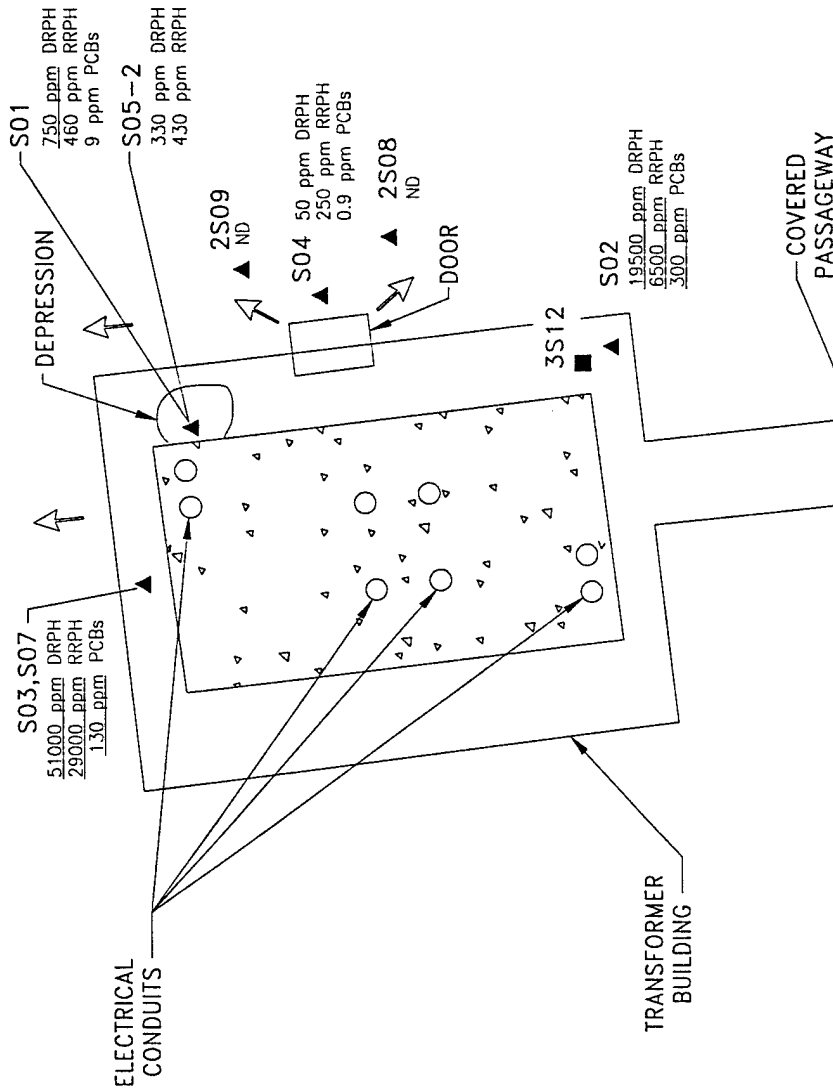 S01
750 ppm DRPH
460 ppm RRPH
9 ppm PCBs
S05-2
330 ppm DRPH
430 ppm RRPH
DEPRESSION
2S09
ND
S04
50 ppm DRPH
250 ppm RRPH
0.9 ppm PCBs
2S08
ND
DOOR
S03,S07
51000 ppm DRPH
29000 ppm RRPH
130 ppm PCBs
3S12
S02
19500 ppm DRPH
6500 ppm RRPH
300 ppm PCBs
COVERED
PASSAGEWAY
ELECTRICAL
CONDUITS
TRANSFORMER
BUILDING